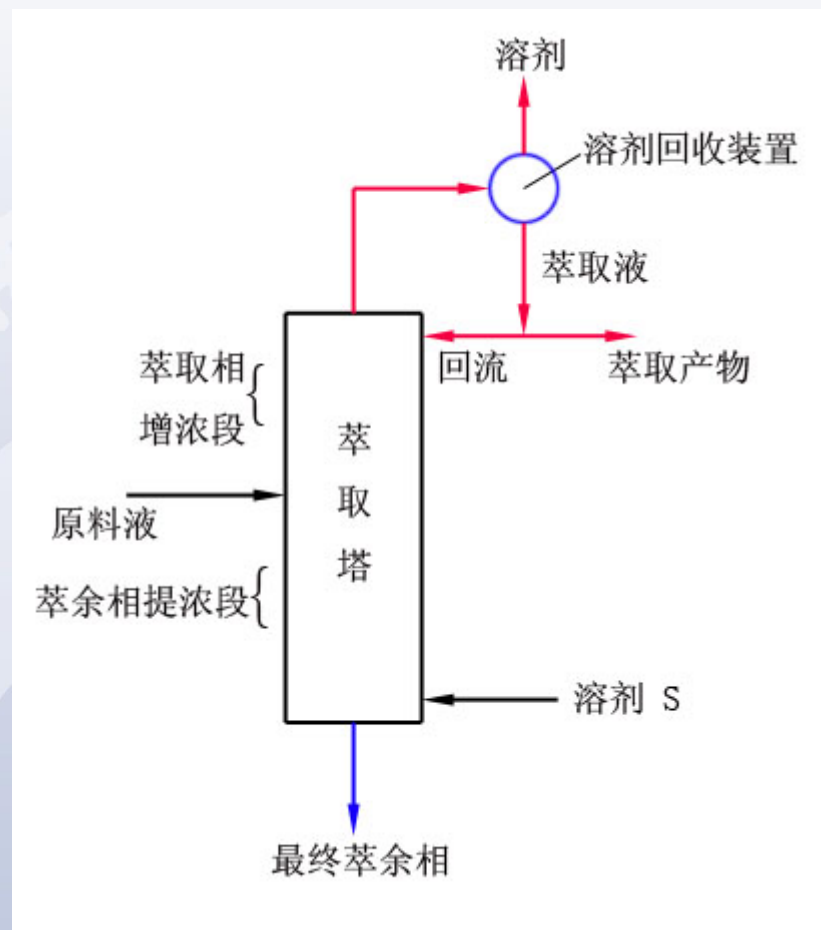 溶剂
溶剂回收装置
萃取液
回流
萃取产物
萃取相
增浓段
萃取塔
原料液
萃余相提浓段
溶剂 S
最终萃余相